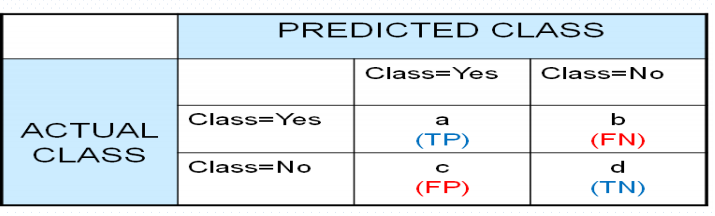 PREDICTED CLASS
Class=Yes Class=No
ACTUAL CLASS
Class=Yes a (TP) b (FN)
Class=No c (FP) d (TN)